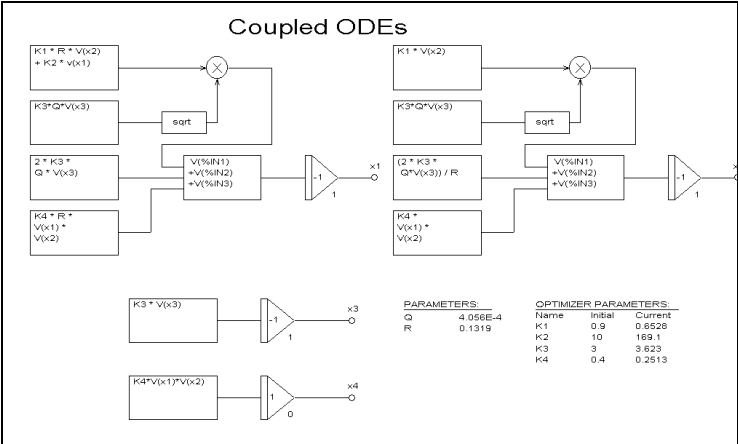 Coupled ODEs
K1 * R * V(x2)
+ K2 * v(x1)
K3*Q*V(x3)
sqrt
2 * K3 *
Q * V(x3)
K4 * R *
V(x1) *
V(x2)
V(%IN1)
+V(%IN2)
+V(%IN3)
-1
1
x1
K1 * V(x2)
K3*Q*V(x3)
sqrt
(2 * K3 *
Q*V(x3)) / R
K4 *
V(x1) *
V(x2)
V(%IN1)
+V(%IN2)
+V(%IN3)
-1
1
K3 * V(x3)
-1
1
x3
K4*V(x1)*V(x2)
1
0
x4
PARAMETERS:
Q 4.056E-4
R 0.1319
OPTIMIZER PARAMETERS:
Name Initial Current
K1 0.9 0.6528
K2 10 169.1
K3 3 3.623
K4 0.4 0.2513